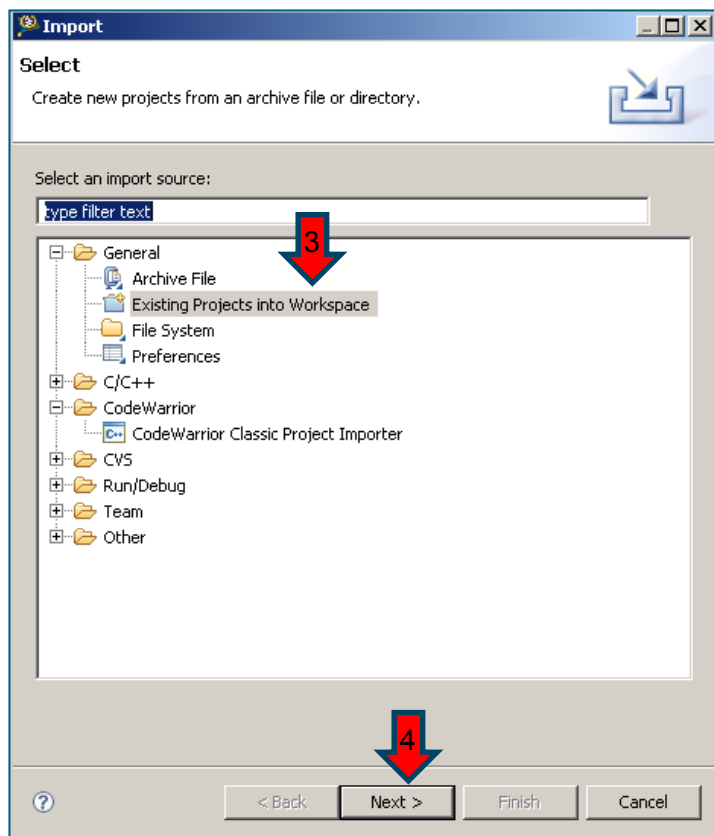 Import
Select
Create new projects from an archive file or directory.
Select an import source:
type filter text
3
General
Archive File
Existing Projects into Workspace
File System
Preferences
C/C++
CodeWarrior
C++ CodeWarrior Classic Project Importer
CVS
Run/Debug
Team
Other
4
? < Back Next > Finish Cancel